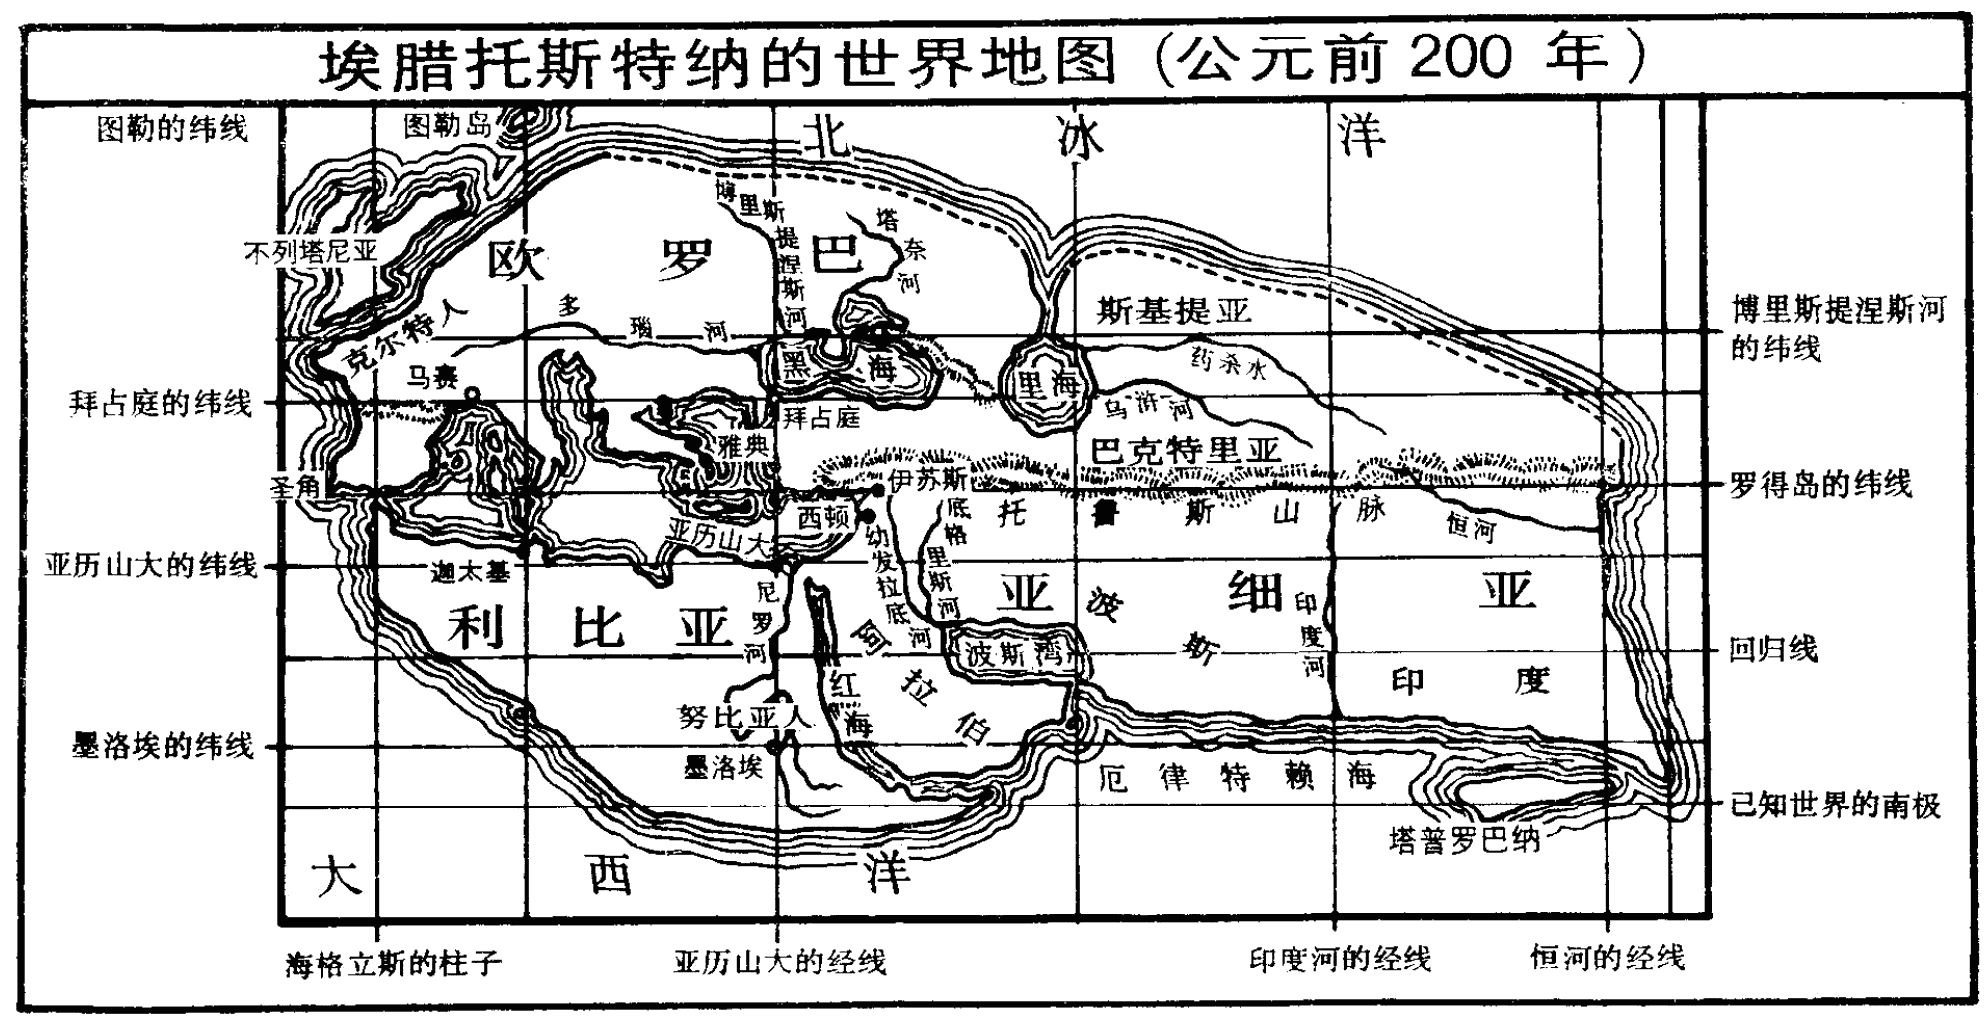 埃腊托斯特纳的世界地图（公元前200年）
图勒的纬线
图勒岛
北冰洋
不列塔尼亚
欧罗巴
博里斯提涅斯河
塔奈河
克尔特人
多瑙河
斯基提亚
博里斯提涅斯河
的纬线
马赛
黑海
里海
药杀水
乌浒河
拜占庭的纬线
拜占庭
雅典
巴克特里亚
圣角
伊苏斯
罗得岛的纬线
西顿
托鲁斯山脉
恒河
亚历山大
幼发拉底河
底格里斯河
亚历山大的纬线
迦太基
利比亚
尼罗河
亚细亚
波斯
印度河
阿拉伯
波斯湾
回归线
红海
印度
努比亚人
墨洛埃的纬线
墨洛埃
厄律特赖海
已知世界的南极
塔普罗巴纳
大西洋
海格立斯的柱子
亚历山大的经线
印度河的经线
恒河的经线